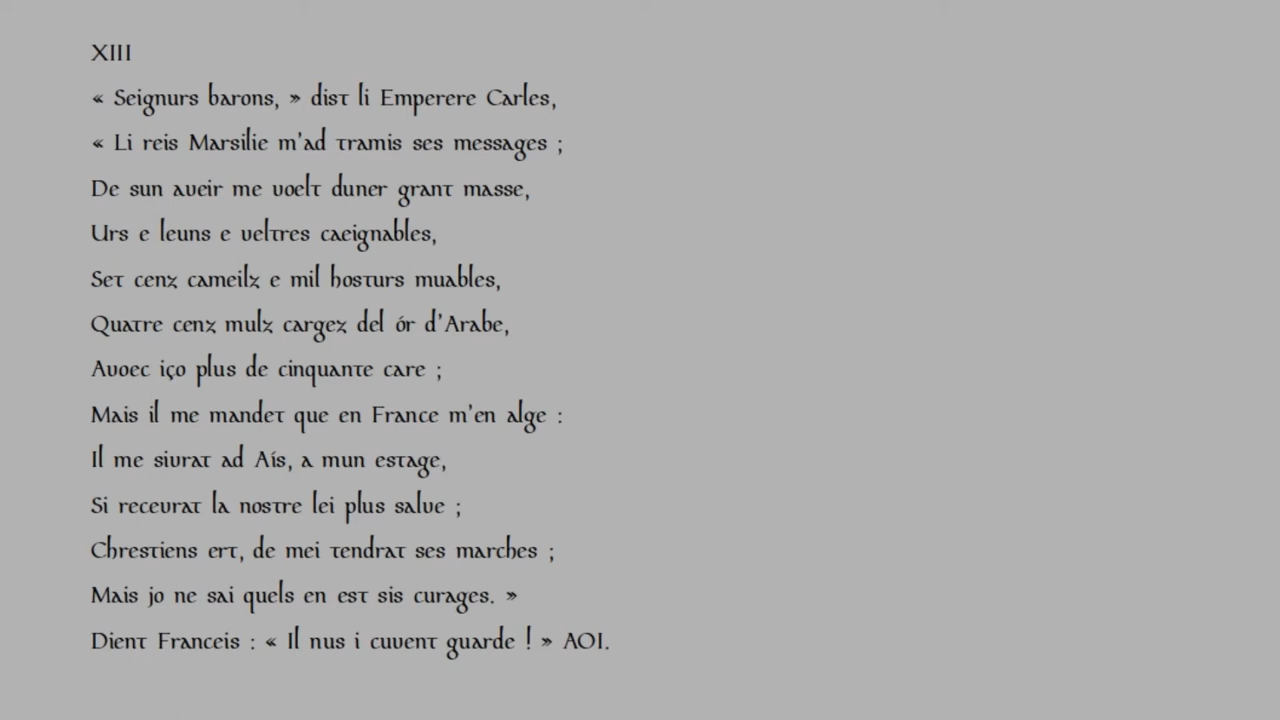 XIII
« Seignurs barons, » dist li Emperere Carles,
« Li reis Marsilie m'ad tramis ses messages ;
De sun aveir me voelt duner grant masse,
Urs e leuns e veltres caeignables,
Set cenz cameilz e mil hosturs muables,
Quatre cenz mulz cargez del ór d'Arabe,
Avoec iço plus de cinquante care ;
Mais il me mandet que en France m'en alge :
Il me sivrat ad Aís, a mun estage,
Si recevrat la nostre lei plus salve ;
Chrestiens ert, de mei tendrat ses marches ;
Mais jo ne sai quels en est sis curages. »
Dient Franceis : « Il nus i cuvent guarde ! » AOI.